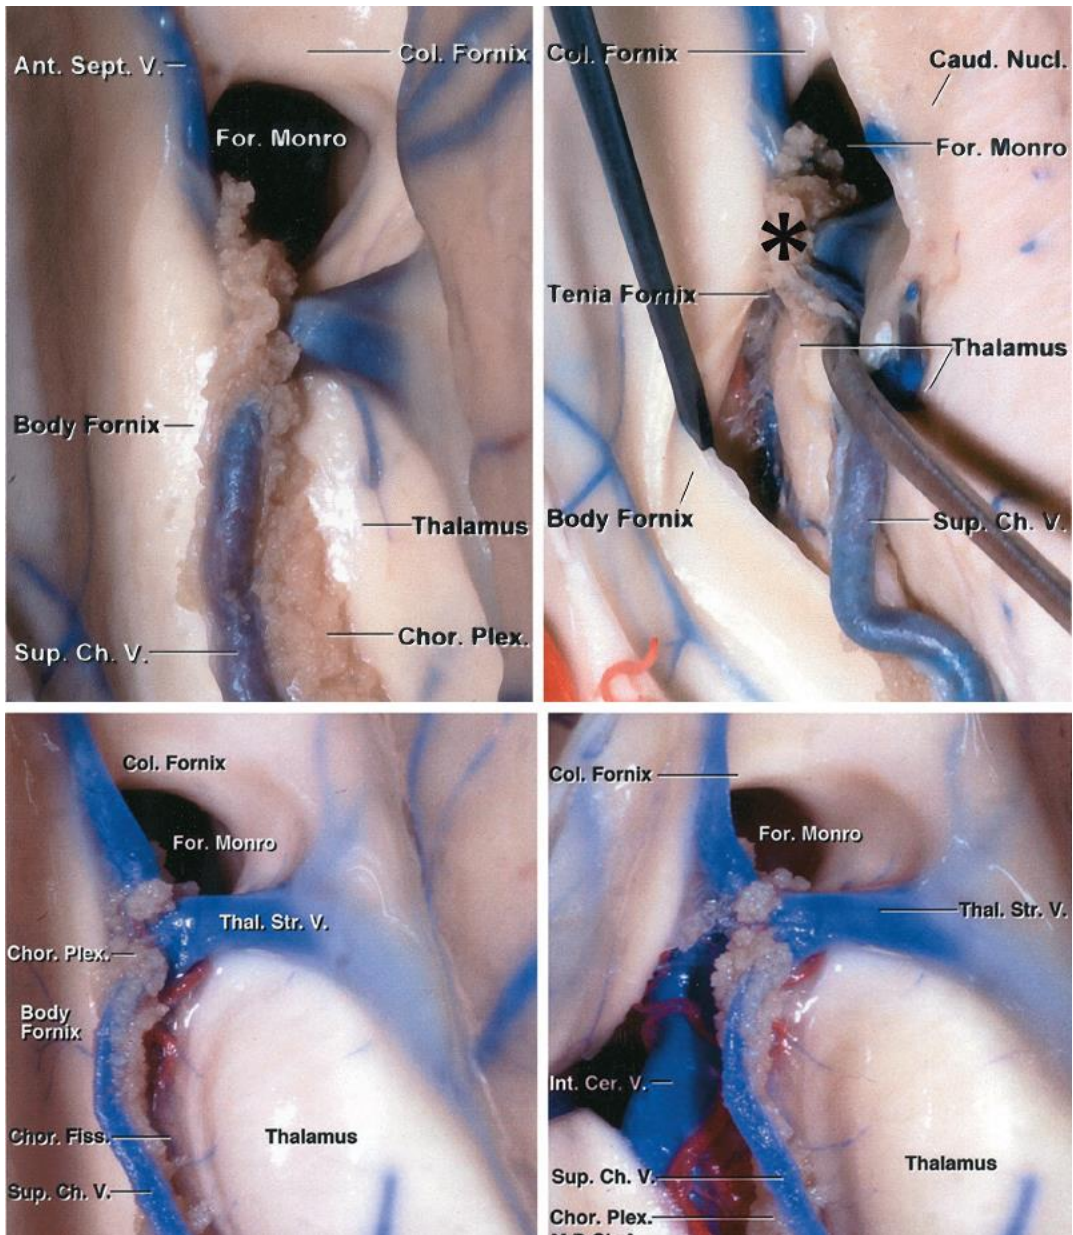 Ant. Sept. V.
Col. Fornix
For. Monro
Body Fornix
Thalamus
Chor. Plex.
Sup. Ch. V.
Col. Fornix
Caud. Nucl.
For. Monro
*
Tenia Fornix
Thalamus
Body Fornix
Sup. Ch. V.
Col. Fornix
For. Monro
Thal. Str. V.
Chor. Plex.
Body
Fornix
Chor. Fiss.
Thalamus
Sup. Ch. V.
Col. Fornix
For. Monro
Thal. Str. V.
Int. Cer. V.
Thalamus
Sup. Ch. V.
Chor. Plex.